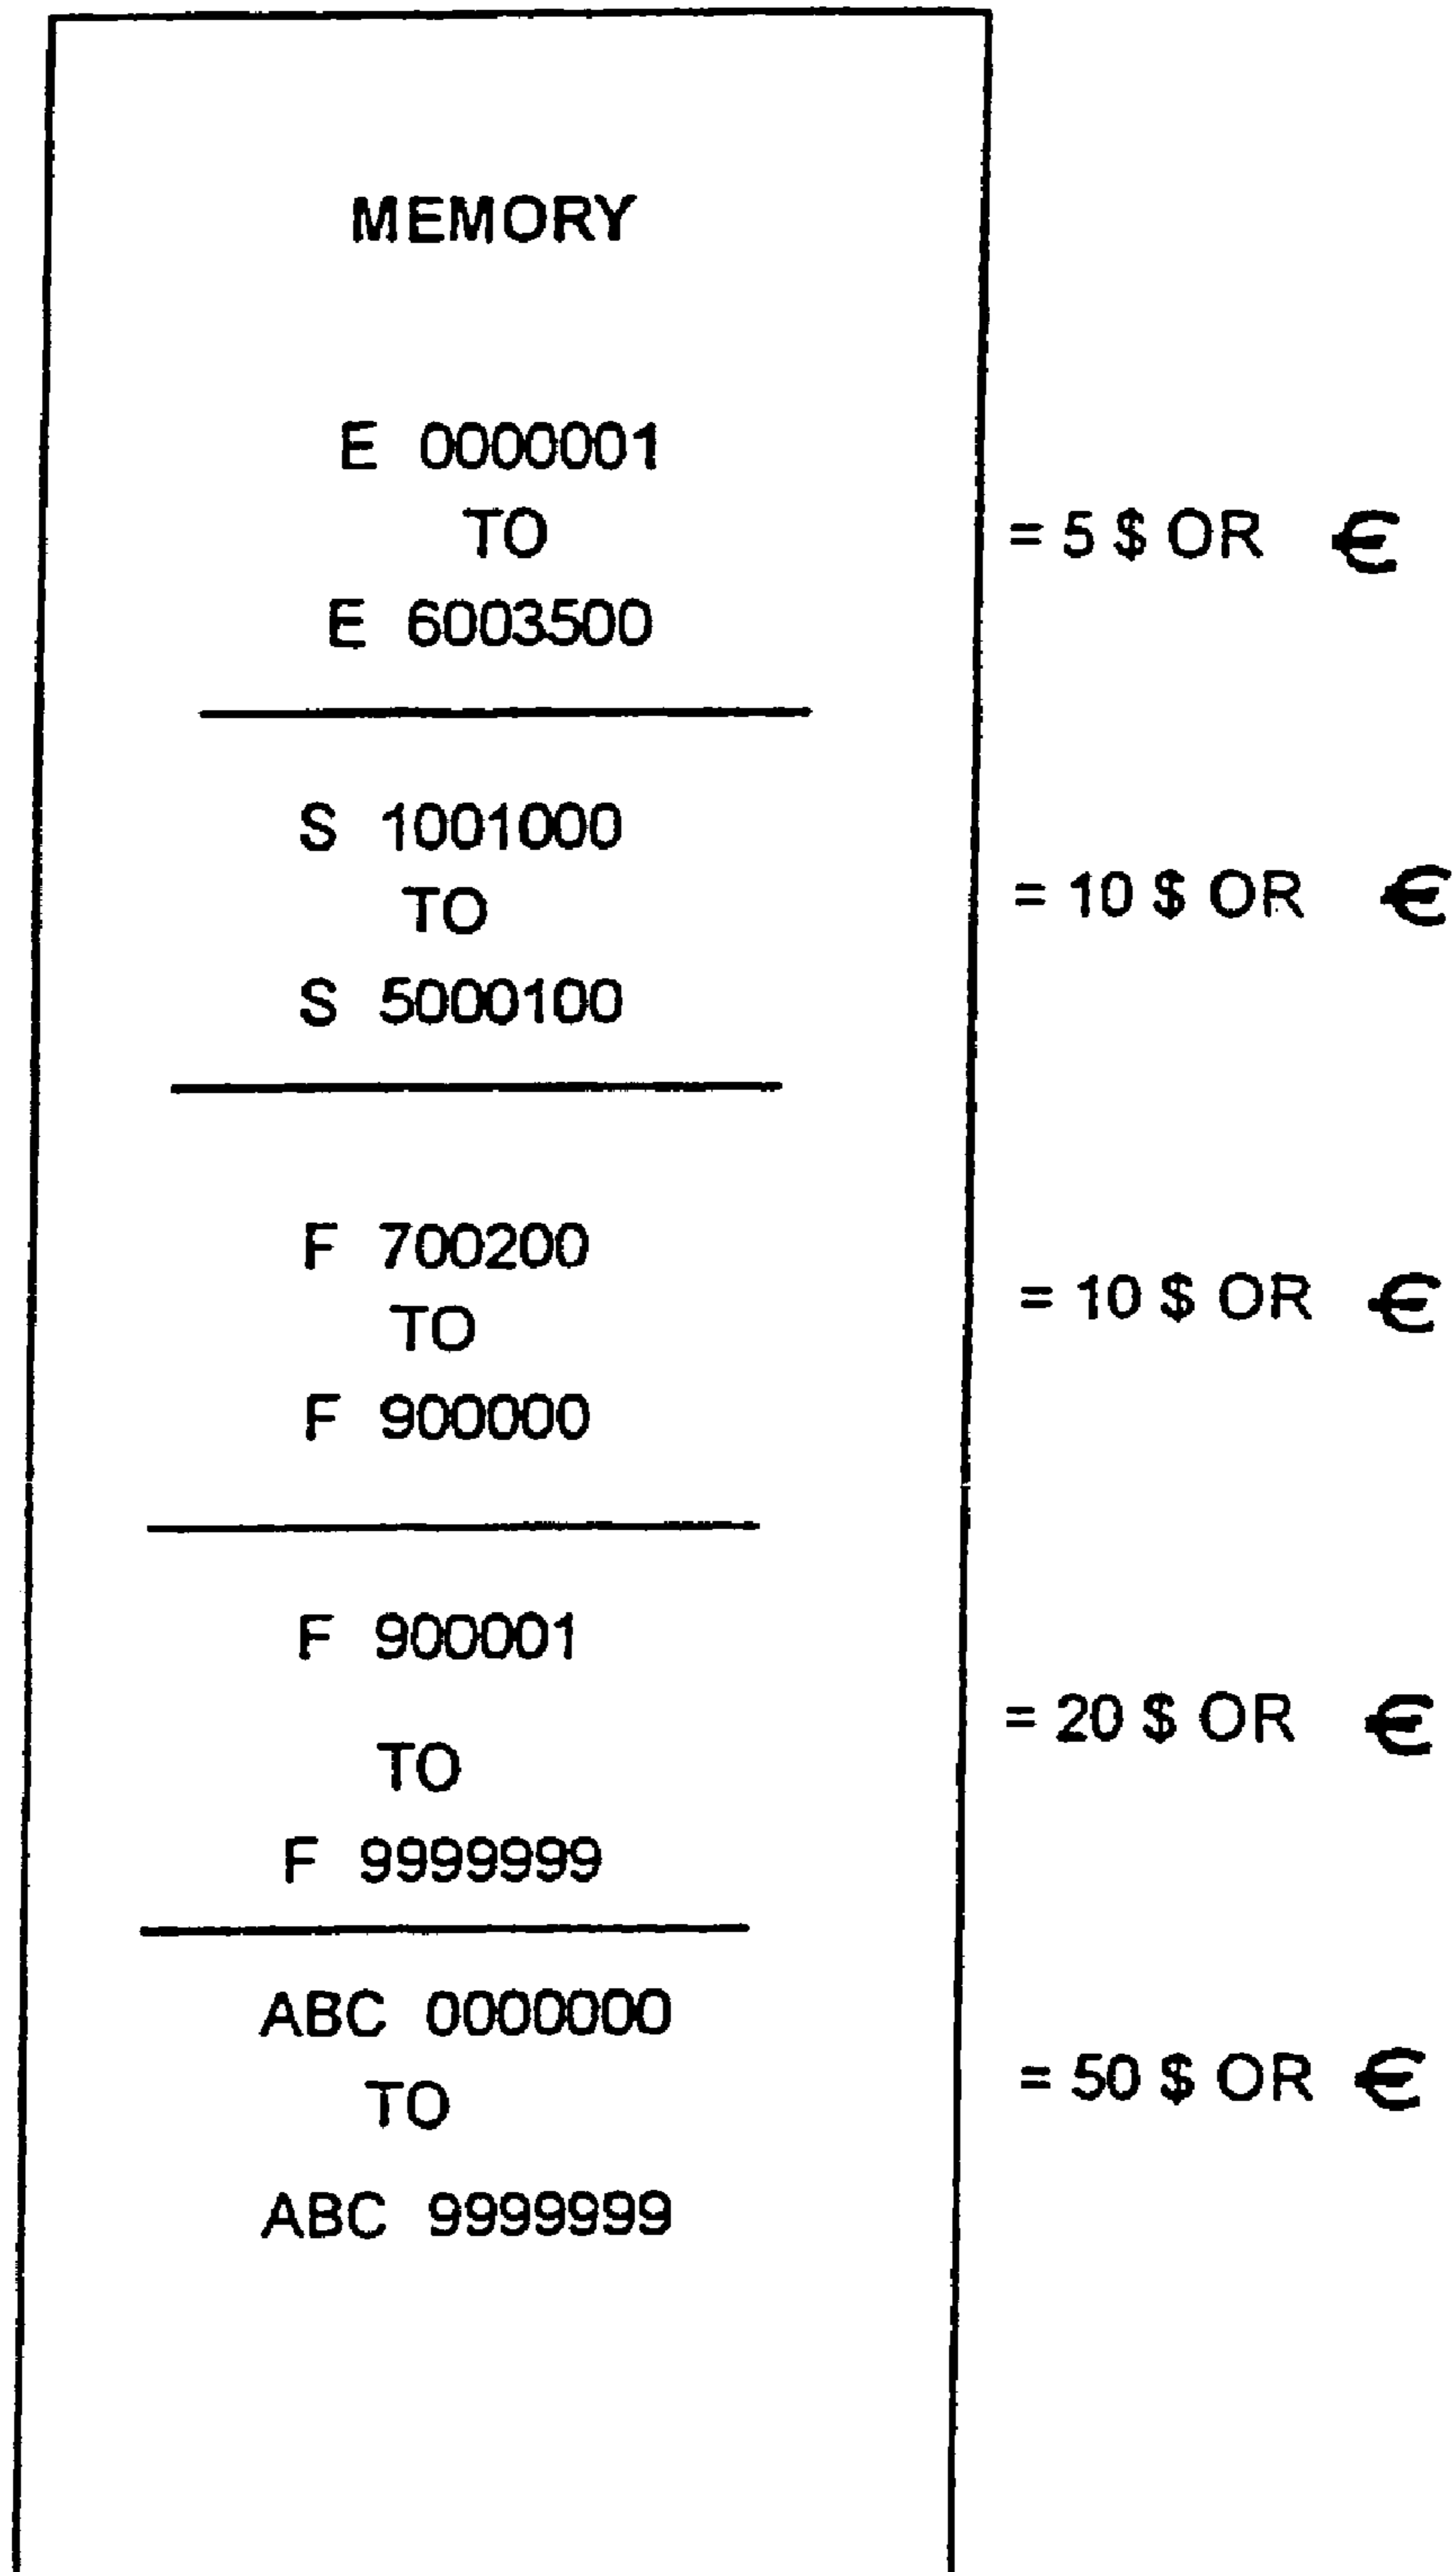 MEMORY
E 0000001
TO
E 6003500
= 5 $ OR €
S 1001000
TO
S 5000100
= 10 $ OR €
F 700200
TO
F 900000
= 10 $ OR €
F 900001
TO
F 9999999
= 20 $ OR €
ABC 0000000
TO
ABC 9999999
= 50 $ OR €